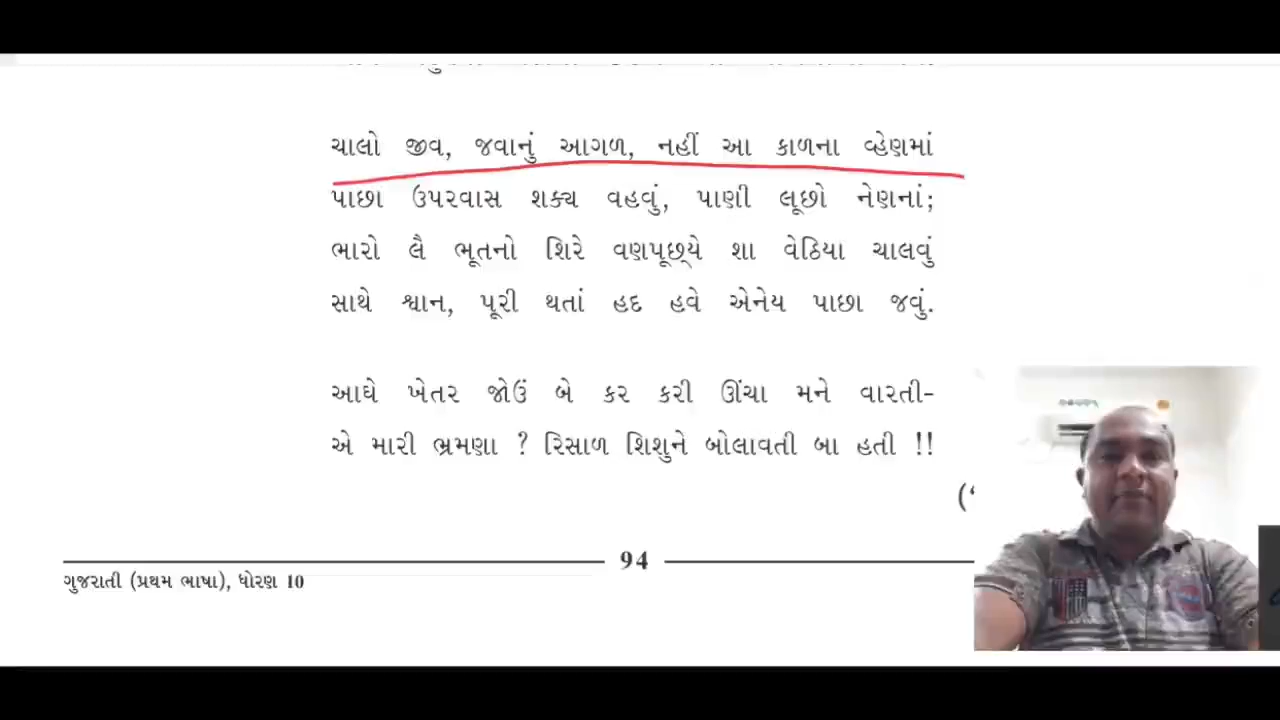 ચાલો જીવ, જવાનું આગળ, નહીં આ કાળના વ્હેણમાં
પાછા ઉપરવાસ શક્ય વહવું, પાણી લૂછો નેણનાં;
ભારો લૈ ભૂતનો શિરે વણપૂછ્યે શા વેઠિયા ચાલવું
સાથે શ્વાન, પૂરી થતાં હદ હવે એનેય પાછા જવું.
આઘે ખેતર જોઉં બે કર કરી ઊંચા મને વારતી-
એ મારી ભ્રમણા ? રિસાળ શિશુને બોલાવતી બા હતી !!
(‘
94
ગુજરાતી (પ્રથમ ભાષા), ધોરણ 10